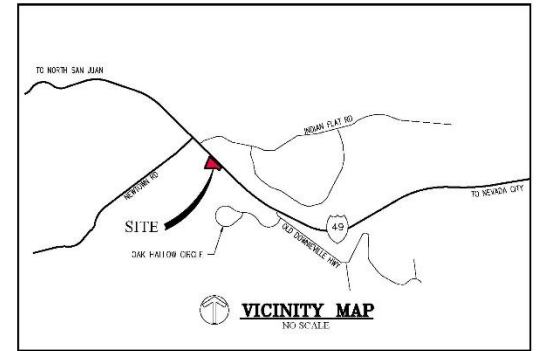 TO NORTH SAN JUAN
INDIAN FLAT RD
NEWTOWN RD
TO NEVADA CITY
SITE
49
OLD DOWNIEVILLE HWY
OAK HALLOW CIRCLE
VICINITY MAP
NO SCALE